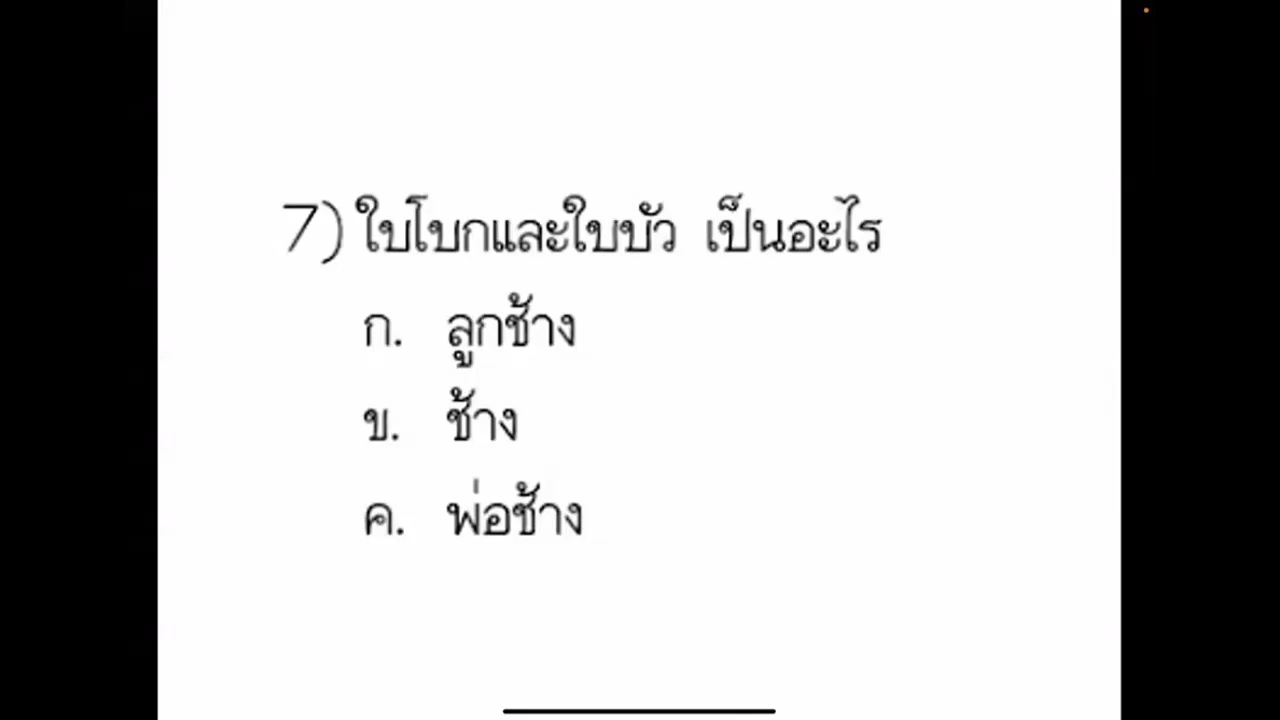 7) ใบโบกและใบบัว เป็นอะไร
ก. ลูกช้าง
ข. ช้าง
ค. พ่อช้าง